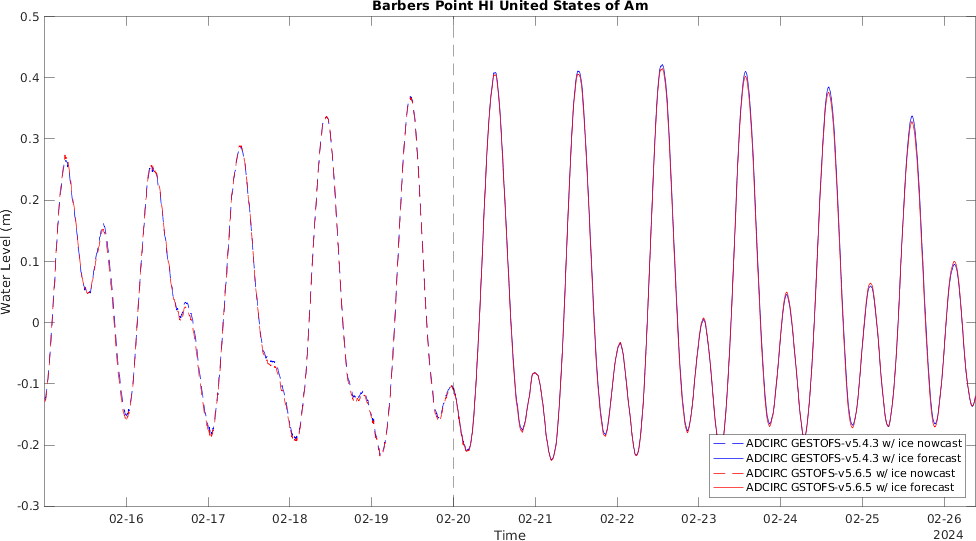 Barbers Point HI United States of Am
0.5
0.4
0.3
0.2
0.1
0
-0.1
-0.2
-0.3
Water Level (m)
ADCIRC GESTOFS-v5.4.3 w/ ice nowcast
ADCIRC GESTOFS-v5.4.3 w/ ice forecast
ADCIRC GSTOFS-v5.6.5 w/ ice nowcast
ADCIRC GSTOFS-v5.6.5 w/ ice forecast
02-16 02-17 02-18 02-19 02-20 02-21 02-22 02-23 02-24 02-25 02-26
Time 2024